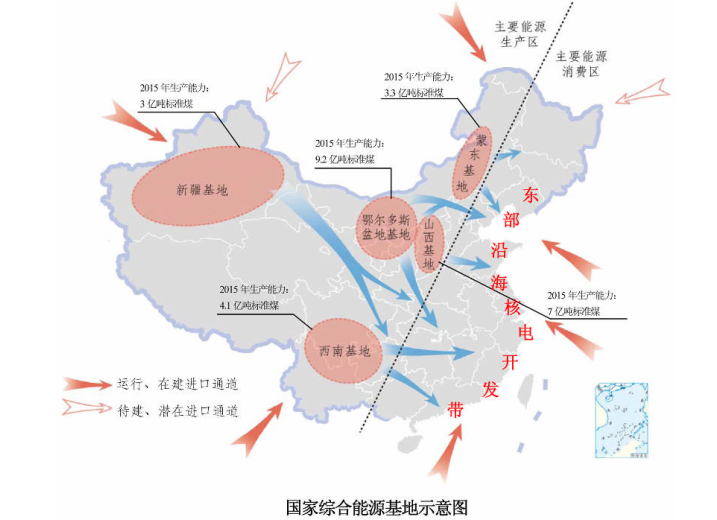 主要能源
生产区
主要能源
消费区
2015 年生产能力：
3 亿吨标准煤
2015 年生产能力：
3.3 亿吨标准煤
2015 年生产能力：
9.2 亿吨标准煤
新疆基地
蒙
东
基
地
鄂尔多斯
盆地基地
山
西
基
地
2015 年生产能力：
4.1 亿吨标准煤
2015 年生产能力：
7 亿吨标准煤
西南基地
东
部
沿
海
核
电
开
发
带
运行、在建进口通道
待建、潜在进口通道
国家综合能源基地示意图